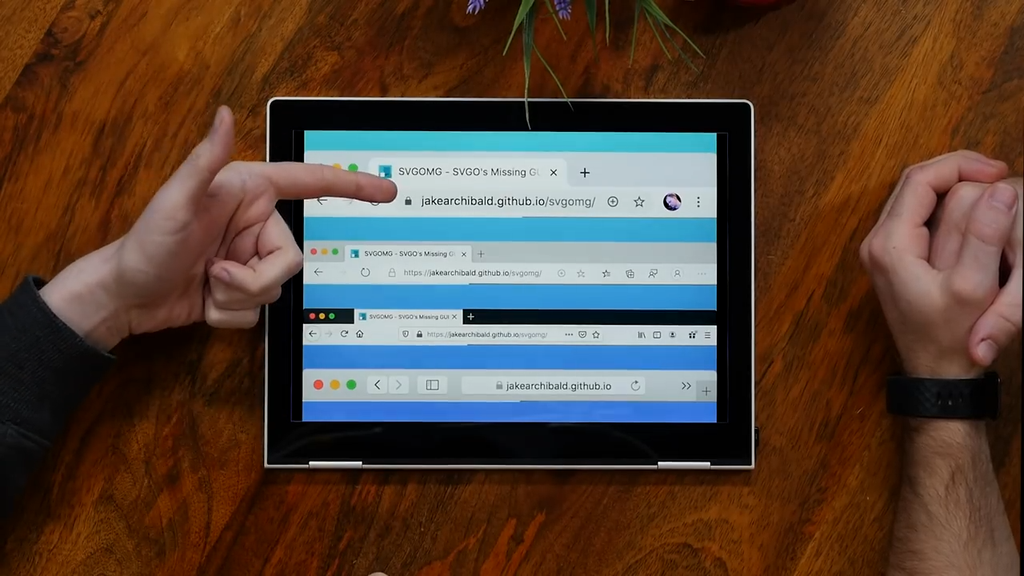 SVGOMG - SVGO's Missing GU
jakearchibald.github.io/svgomg/
SVGOMG - SVGO's Missing G
https://jakearchibald.github.io/svgomg/
SVGOMG - SVGO's Missing GUI
https://jakearchibald.github.io/svgomg/
jakearchibald.github.io